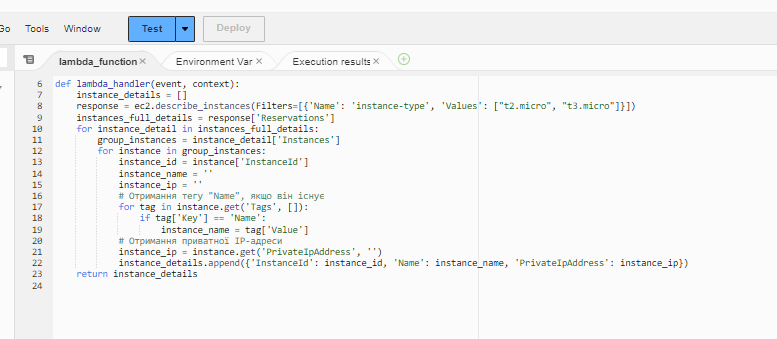 Go Tools Window Test Deploy
lambda_function Environment Var Execution results
6 def lambda_handler(event, context):
7 instance_details = []
8 response = ec2.describe_instances(Filters=[{'Name': 'instance-type', 'Values': ["t2.micro", "t3.micro"]}])
9 instances_full_details = response['Reservations']
10 for instance_detail in instances_full_details:
11 group_instances = instance_detail['Instances']
12 for instance in group_instances:
13 instance_id = instance['InstanceId']
14 instance_name = ''
15 instance_ip = ''
16 # Отримання тегу "Name", якщо він існує
17 for tag in instance.get('Tags', []):
18 if tag['Key'] == 'Name':
19 instance_name = tag['Value']
20 # Отримання приватної IP-адреси
21 instance_ip = instance.get('PrivateIpAddress', '')
22 instance_details.append({'InstanceId': instance_id, 'Name': instance_name, 'PrivateIpAddress': instance_ip})
23 return instance_details
24